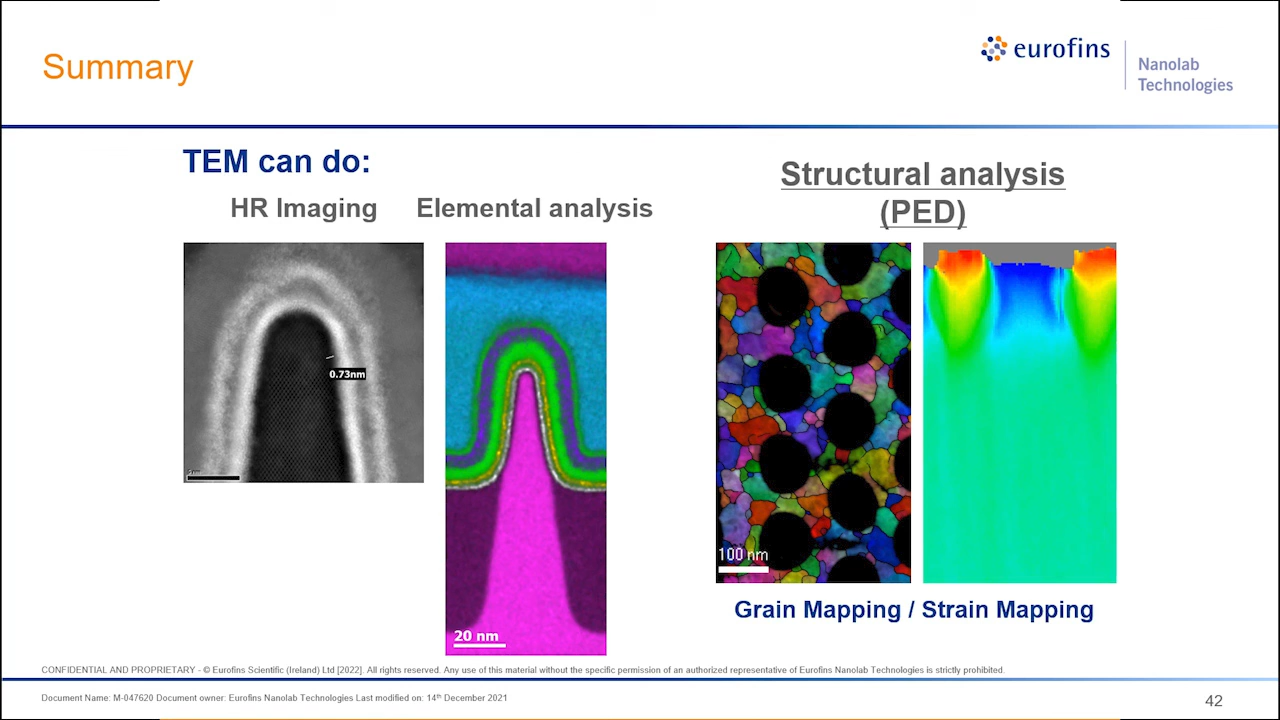 Summary
eurofins
Nanolab
Technologies
TEM can do:
HR Imaging
Elemental analysis
Structural analysis
(PED)
0.73nm
20 nm
100 nm
Grain Mapping / Strain Mapping
CONFIDENTIAL AND PROPRIETARY - © Eurofins Scientific (Ireland) Ltd [2022]. All rights reserved. Any use of this material without the specific permission of an authorized representative of Eurofins Nanolab Technologies is strictly prohibited.
Document Name: M-047620 Document owner: Eurofins Nanolab Technologies Last modified on: 14th December 2021
42